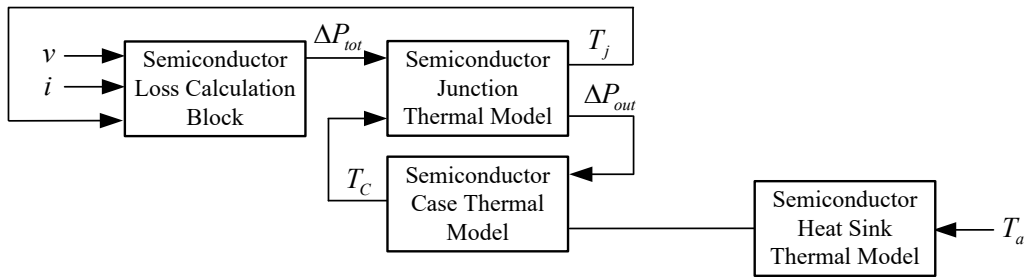 v
i
Semiconductor
Loss Calculation
Block
ΔP_tot
Semiconductor
Junction
Thermal Model
T_j
ΔP_out
T_C
Semiconductor
Case Thermal
Model
Semiconductor
Heat Sink
Thermal Model
T_a